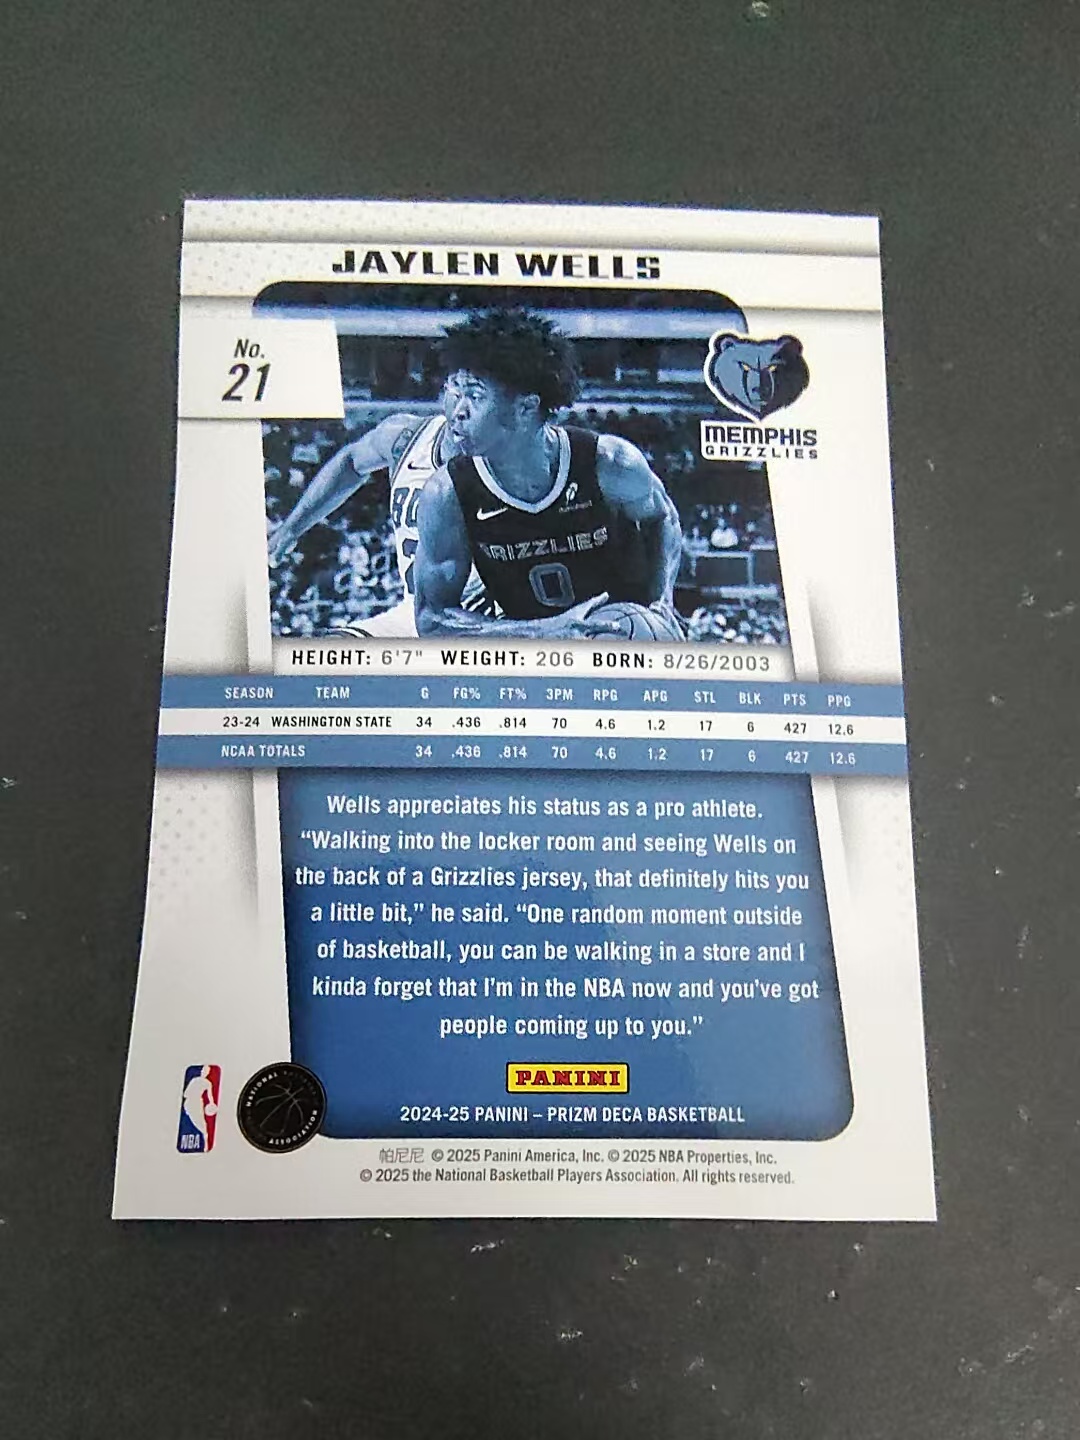 JAYLEN WELLS
No.
21
MEMPHIS
GRIZZLIES
GRIZZLIES
0
HEIGHT: 6'7" WEIGHT: 206 BORN: 8/26/2003
SEASON TEAM G FG% FT% 3PM RPG APG STL BLK PTS PPG
23-24 WASHINGTON STATE 34 .436 .814 70 4.6 1.2 17 6 427 12.6
NCAA TOTALS 34 .436 .814 70 4.6 1.2 17 6 427 12.6
Wells appreciates his status as a pro athlete.
“Walking into the locker room and seeing Wells on
the back of a Grizzlies jersey, that definitely hits you
a little bit,” he said. “One random moment outside
of basketball, you can be walking in a store and I
kinda forget that I’m in the NBA now and you’ve got
people coming up to you.”
PANINI
2024-25 PANINI – PRIZM DECA BASKETBALL
NBA
NATIONAL
ASSOCIATION
帕尼尼 © 2025 Panini America, Inc. © 2025 NBA Properties, Inc.
© 2025 the National Basketball Players Association. All rights reserved.